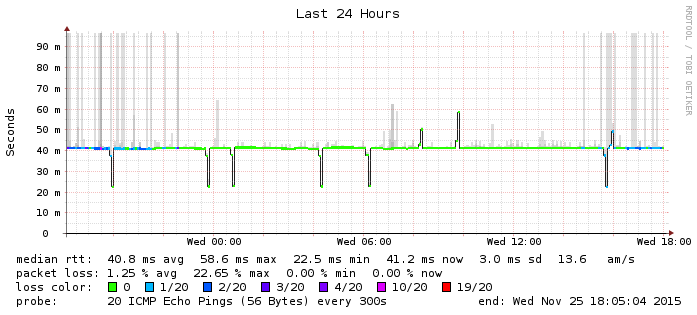 Last 24 Hours
RRDTOOL / TOBI OETIKER
Seconds
90 m
80 m
70 m
60 m
50 m
40 m
30 m
20 m
10 m
0
Wed 00:00 Wed 06:00 Wed 12:00 Wed 18:00
median rtt: 40.8 ms avg 58.6 ms max 22.5 ms min 41.2 ms now 3.0 ms sd 13.6 am/s
packet loss: 1.25 % avg 22.65 % max 0.00 % min 0.00 % now
loss color: 0 1/20 2/20 3/20 4/20 10/20 19/20
probe: 20 ICMP Echo Pings (56 Bytes) every 300s end: Wed Nov 25 18:05:04 2015